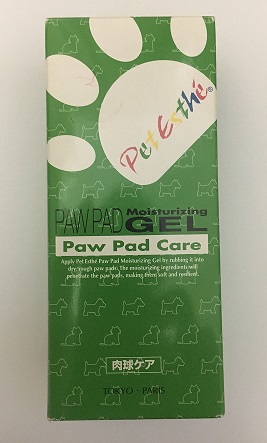 Pet Esthé®
PAW PAD Moisturizing GEL
Paw Pad Care
Apply Pet Esthé Paw Pad Moisturizing Gel by rubbing it into
dry, rough paw pads. The moisturizing ingredients will
penetrate the paw pads, making them soft and resilient.
肉球ケア
TOKYO · PARIS